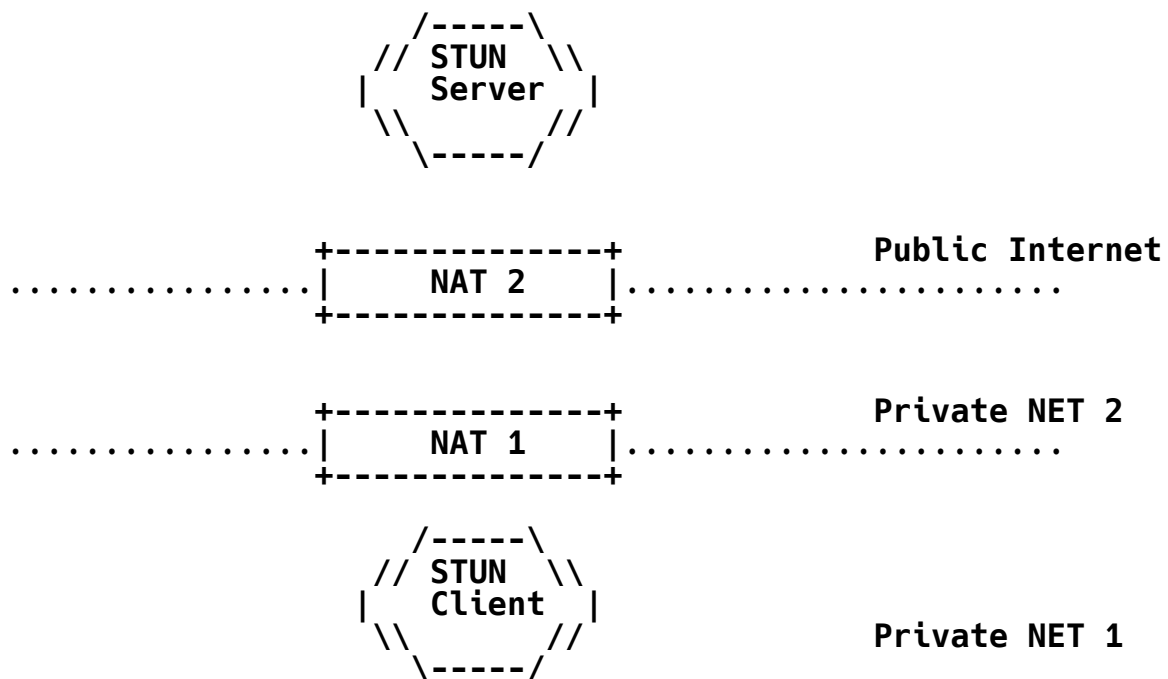 /-----\
// STUN \\
| Server |
\\ //
\-----/
+--------------+ Public Internet
................| NAT 2 |.......................
+--------------+
+--------------+ Private NET 2
................| NAT 1 |.......................
+--------------+
/-----\
// STUN \\
| Client |
\\ // Private NET 1
\-----/